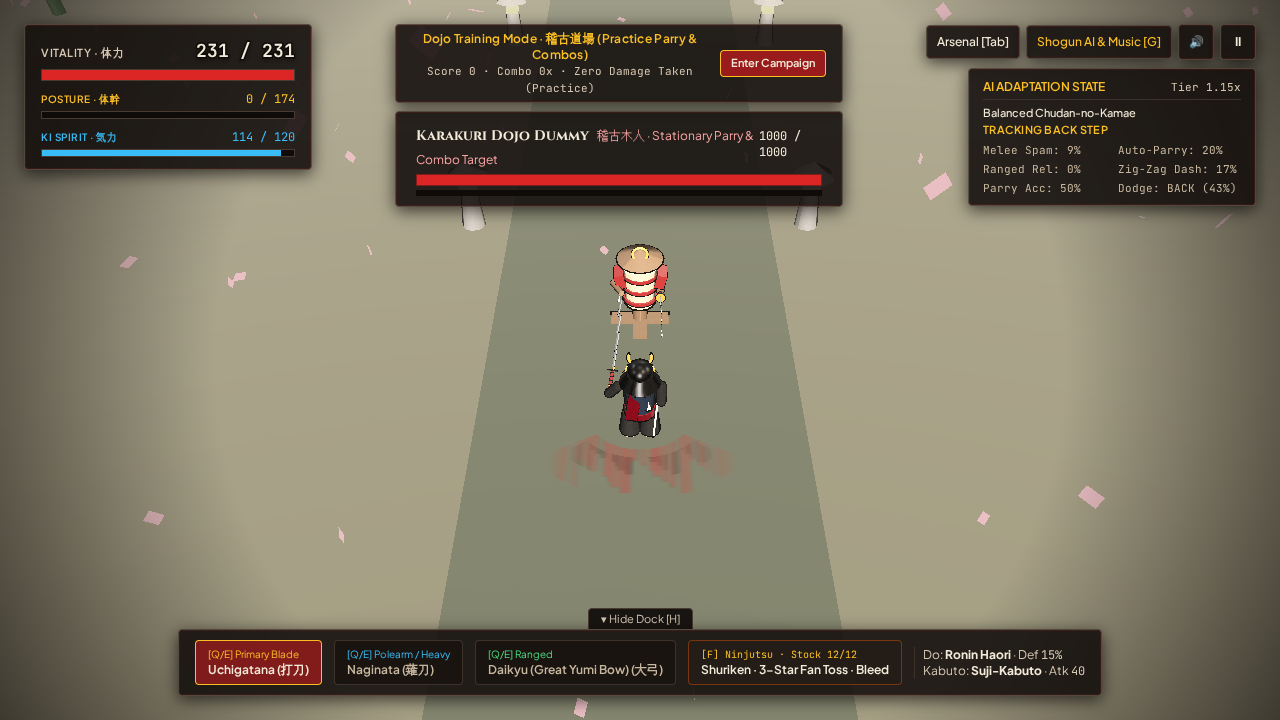 VITALITY · 体力 231 / 231
POSTURE · 体幹 0 / 174
KI SPIRIT · 気力 114 / 120
Dojo Training Mode · 稽古道場 (Practice Parry &
Combos)
Score 0 · Combo 0x · Zero Damage Taken
(Practice)
Enter Campaign
KARAKURI DOJO DUMMY 稽古木人 · Stationary Parry &
Combo Target
1000 /
1000
Arsenal [Tab]
Shogun AI & Music [G]
AI ADAPTATION STATE Tier 1.15x
Balanced Chudan-no-Kamae
TRACKING BACK STEP
Melee Spam: 9% Auto-Parry: 20%
Ranged Rel: 0% Zig-Zag Dash: 17%
Parry Acc: 50% Dodge: BACK (43%)
▾ Hide Dock [H]
[Q/E] Primary Blade
Uchigatana (打刀)
[Q/E] Polearm / Heavy
Naginata (薙刀)
[Q/E] Ranged
Daikyu (Great Yumi Bow) (大弓)
[F] Ninjutsu · Stock 12/12
Shuriken · 3-Star Fan Toss · Bleed
Do: Ronin Haori · Def 15%
Kabuto: Suji-Kabuto · Atk 40